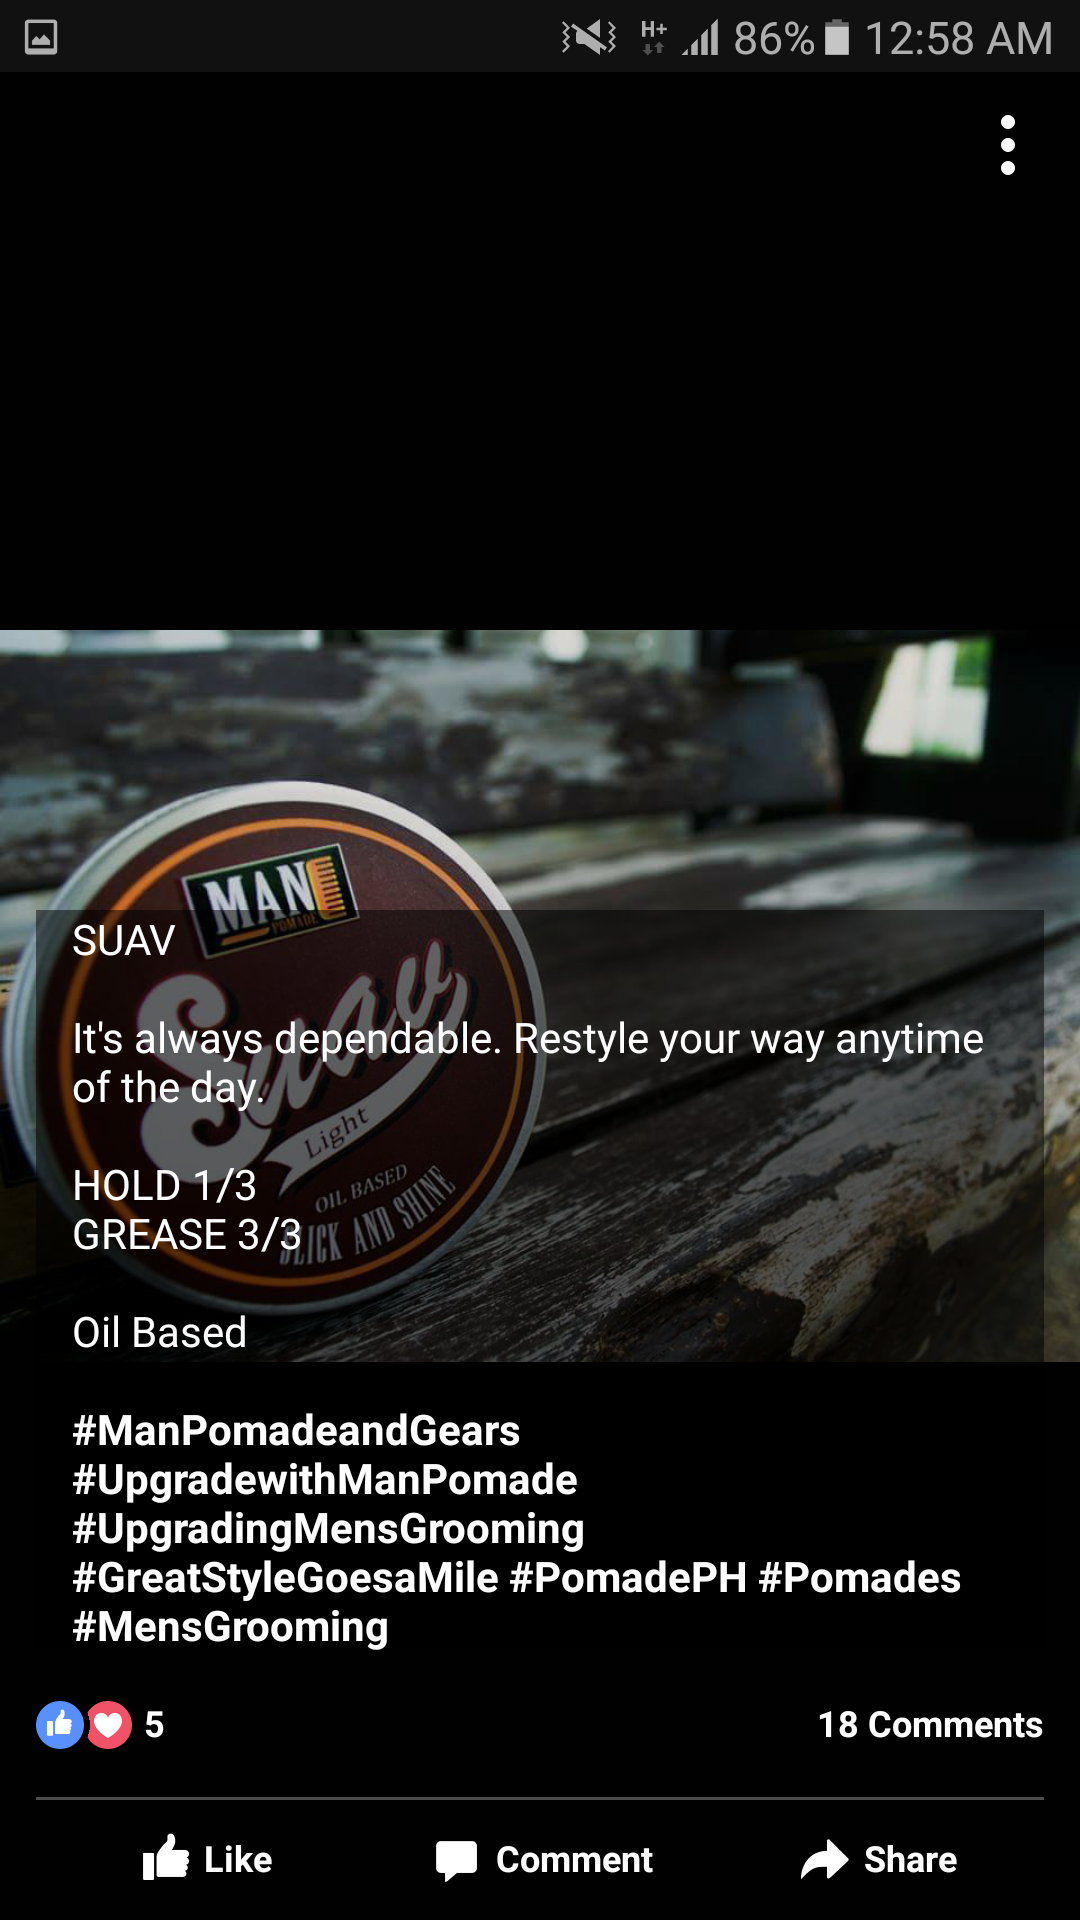 H+ 86% 12:58 AM
MAN
POMADE
SUAV
Suav
It's always dependable. Restyle your way anytime
of the day.
Light
HOLD 1/3
OIL BASED
GREASE 3/3
SLICK AND SHINE
Oil Based
#ManPomadeandGears
#UpgradewithManPomade
#UpgradingMensGrooming
#GreatStyleGoesaMile #PomadePH #Pomades
#MensGrooming
5 18 Comments
Like Comment Share